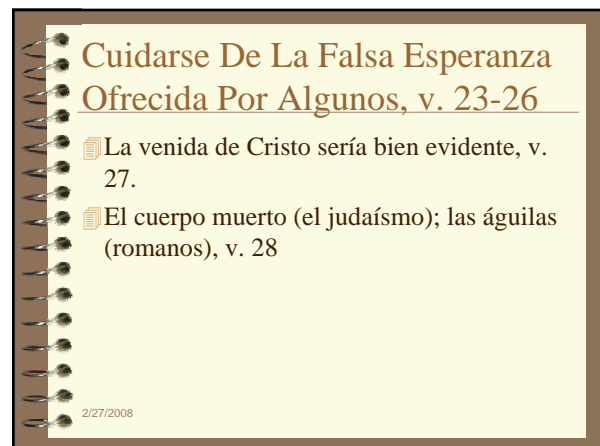 Cuidarse De La Falsa Esperanza
Ofrecida Por Algunos, v. 23-26
La venida de Cristo sería bien evidente, v.
27.
El cuerpo muerto (el judaísmo); las águilas
(romanos), v. 28
2/27/2008